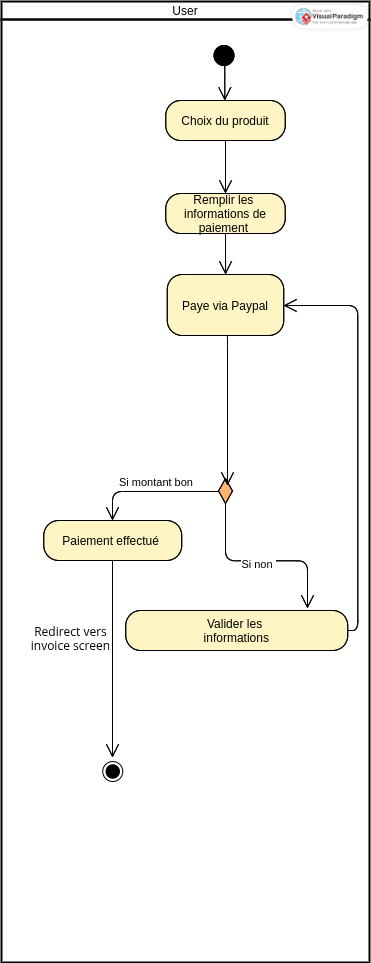 User
Visual Paradigm
Choix du produit
Remplir les
informations de
paiement
Paye via Paypal
Si montant bon
Paiement effectué
Si non
Valider les
informations
Redirect vers
invoice screen